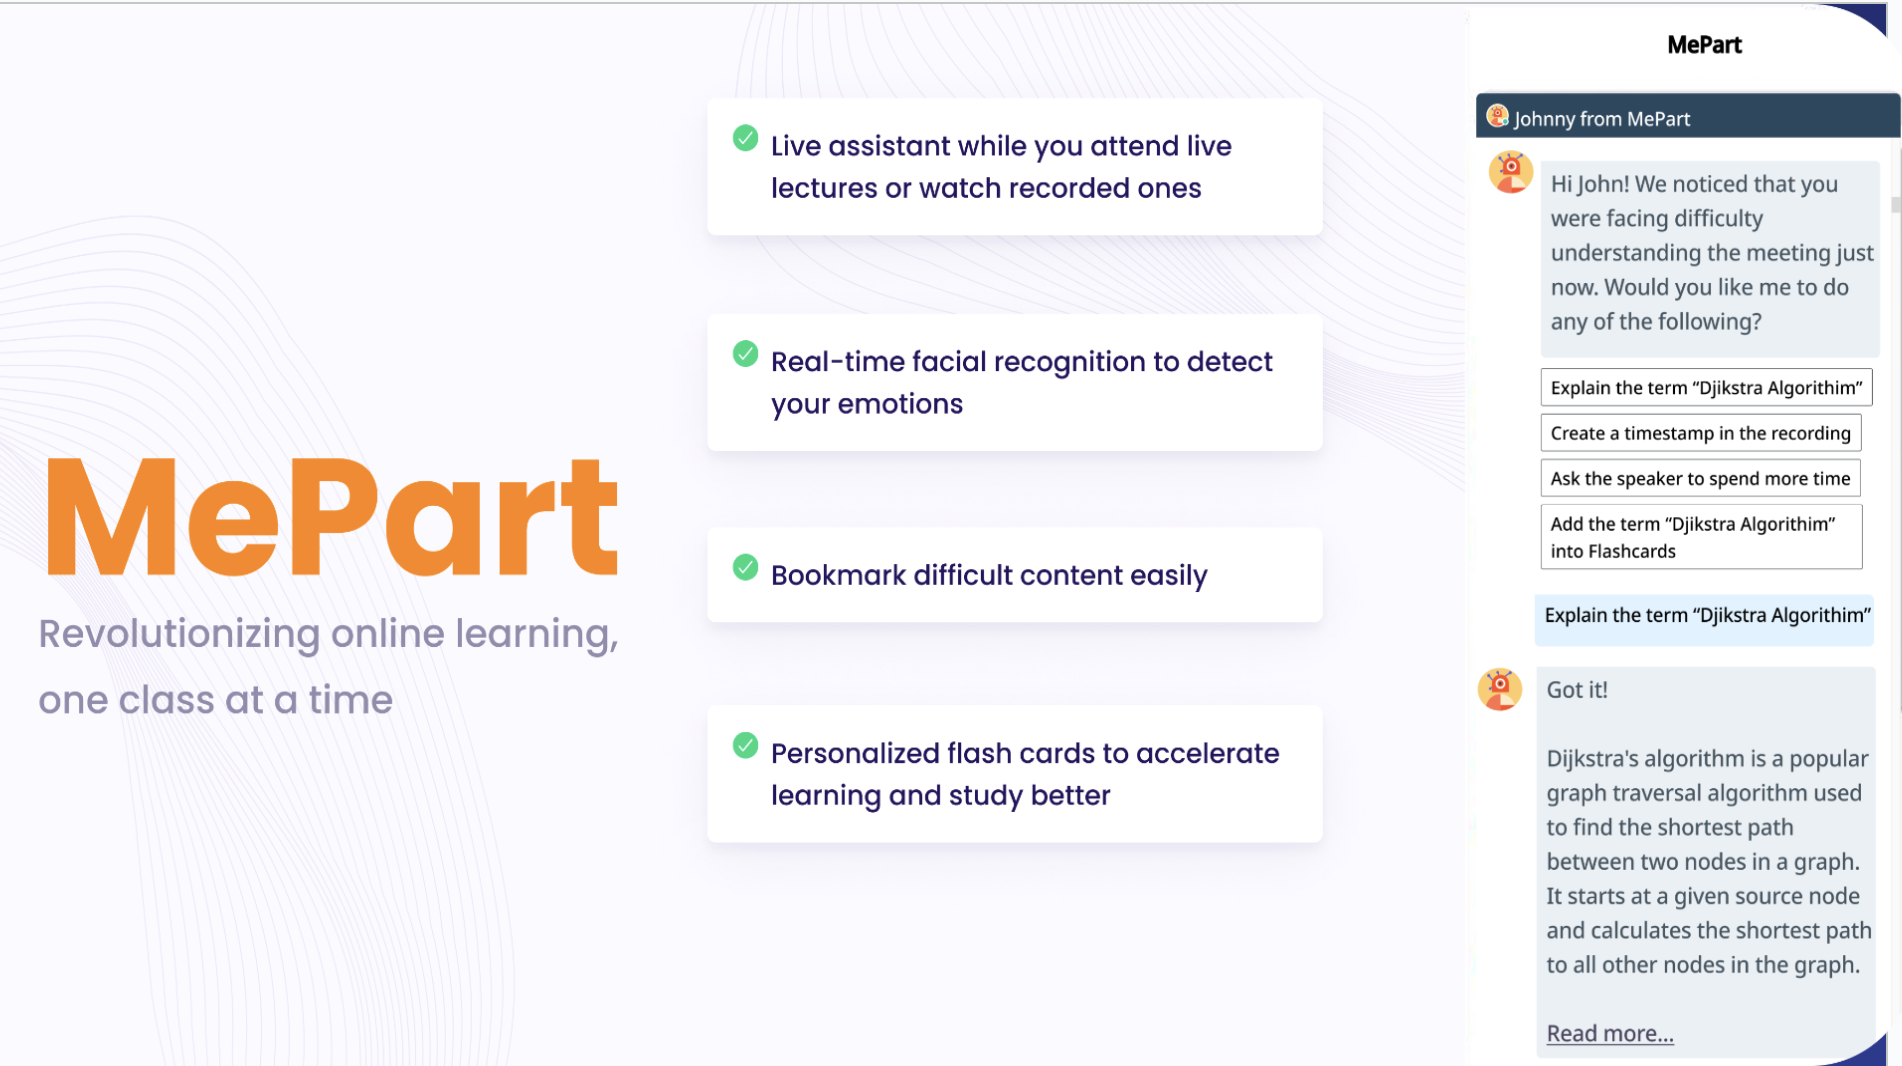 MePart
Revolutionizing online learning,
one class at a time
Live assistant while you attend live
lectures or watch recorded ones
Real-time facial recognition to detect
your emotions
Bookmark difficult content easily
Personalized flash cards to accelerate
learning and study better
MePart
Johnny from MePart
Hi John! We noticed that you
were facing difficulty
understanding the meeting just
now. Would you like me to do
any of the following?
Explain the term “Djikstra Algorithim”
Create a timestamp in the recording
Ask the speaker to spend more time
Add the term “Djikstra Algorithim”
into Flashcards
Explain the term “Djikstra Algorithim”
Got it!
Dijkstra's algorithm is a popular
graph traversal algorithm used
to find the shortest path
between two nodes in a graph.
It starts at a given source node
and calculates the shortest path
to all other nodes in the graph.
Read more...